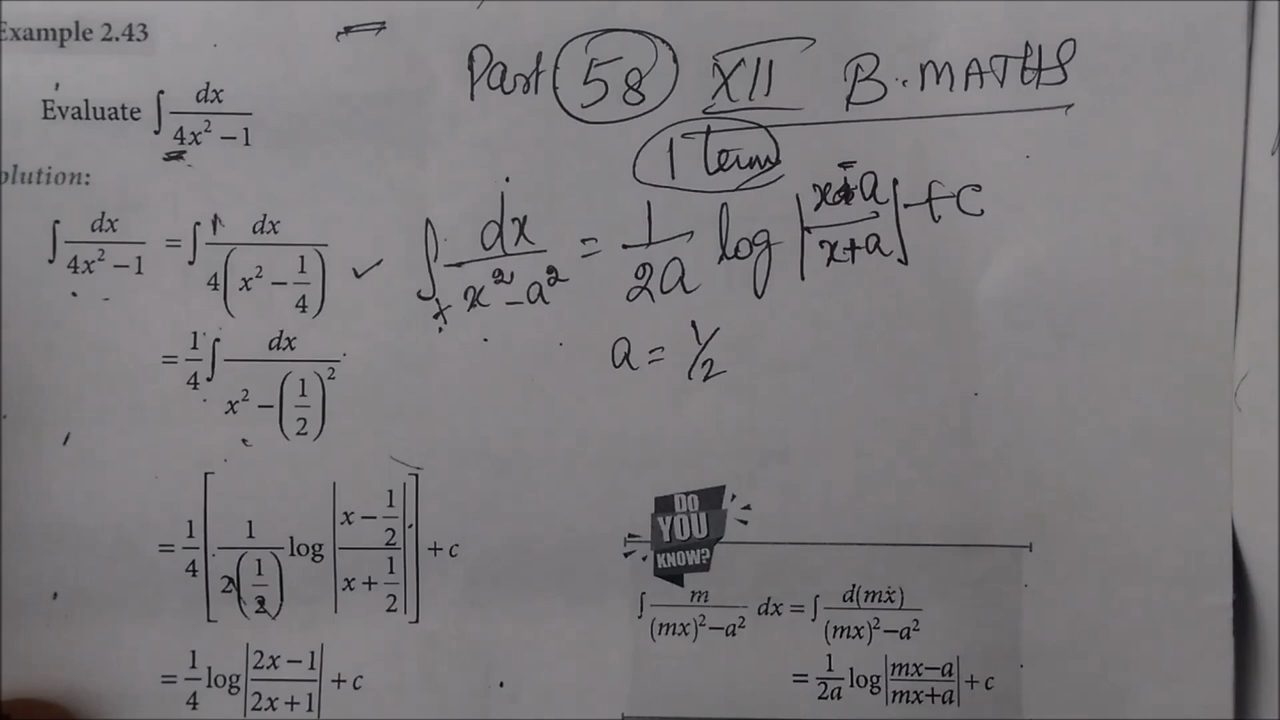 Example 2.43
Evaluate ∫ dx / (4x² − 1)
olution:
∫ dx / (4x² − 1) = ∫ dx / 4(x² − 1/4)
= 1/4 ∫ dx / (x² − (1/2)²)
= 1/4 [ 1 / 2(1/2) log | (x − 1/2) / (x + 1/2) | ] + c
= 1/4 log | (2x − 1) / (2x + 1) | + c
Part 58 XII B.MATHS
1 Term
∫ dx / (x² − a²) = 1/2a log | (x − a) / (x + a) | + c
a = 1/2
DO
YOU
KNOW?
∫ m / ((mx)² − a²) dx = ∫ d(mx) / ((mx)² − a²)
= 1/2a log | (mx − a) / (mx + a) | + c